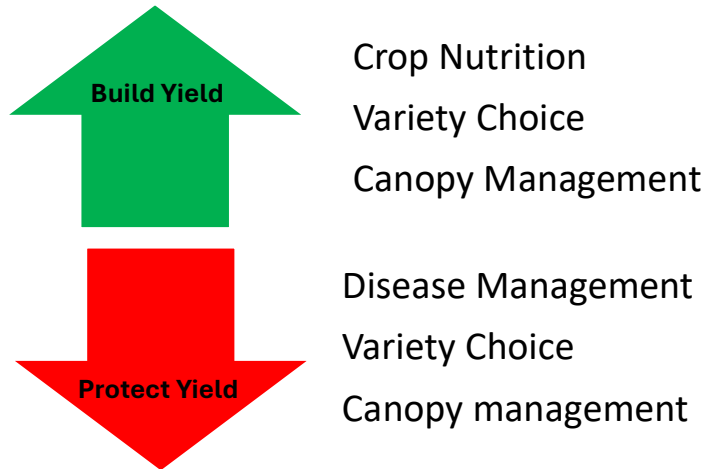 Build Yield
Crop Nutrition
Variety Choice
Canopy Management
Protect Yield
Disease Management
Variety Choice
Canopy management